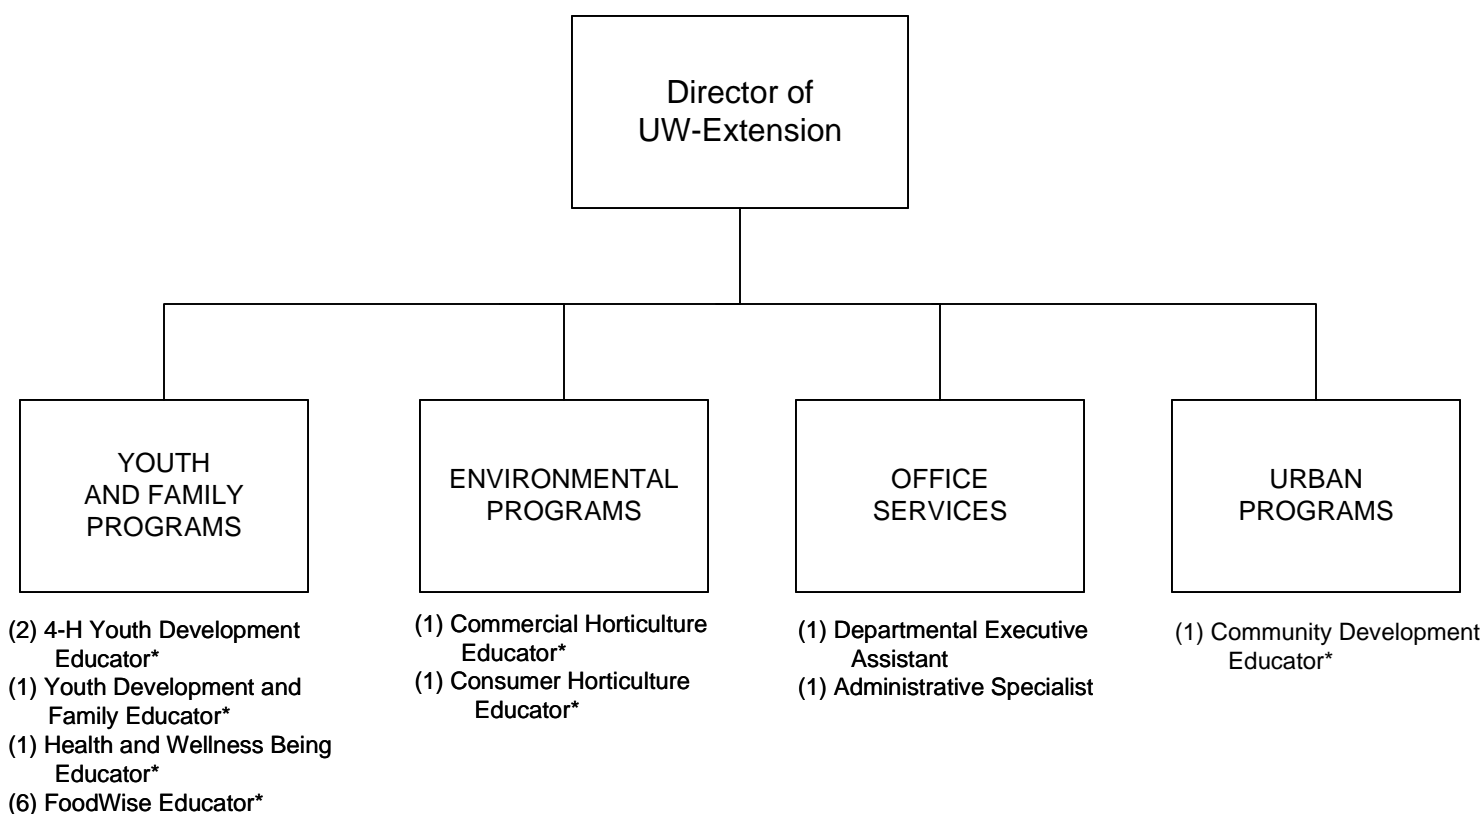 Director of
UW-Extension
YOUTH
AND FAMILY
PROGRAMS
ENVIRONMENTAL
PROGRAMS
OFFICE
SERVICES
URBAN
PROGRAMS
(2) 4-H Youth Development
Educator*
(1) Youth Development and
Family Educator*
(1) Health and Wellness Being
Educator*
(6) FoodWise Educator*
(1) Commercial Horticulture
Educator*
(1) Consumer Horticulture
Educator*
(1) Departmental Executive
Assistant
(1) Administrative Specialist
(1) Community Development
Educator*